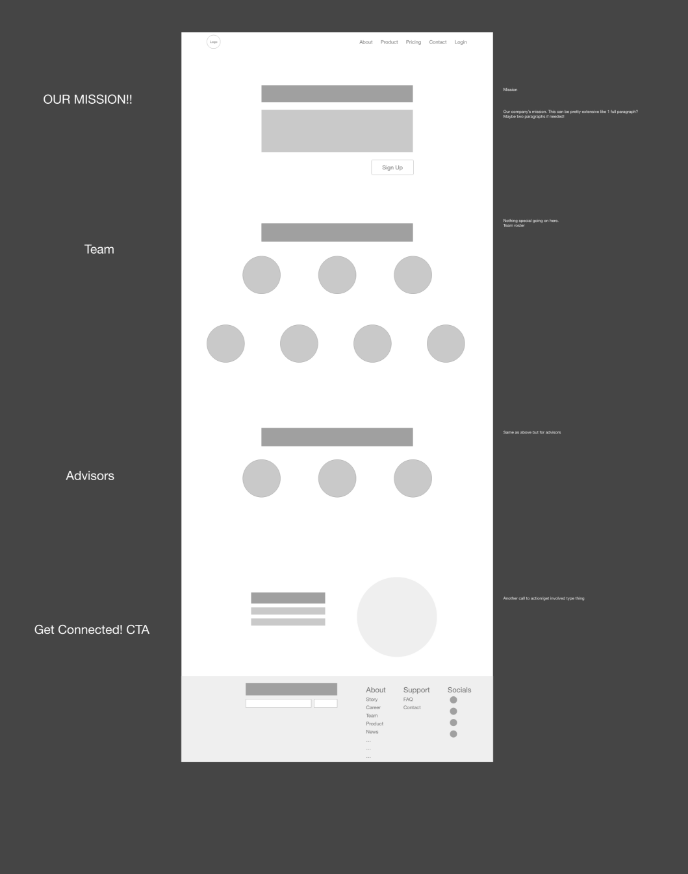 Logo
About Product Pricing Contact Login
OUR MISSION!!
Mission
Our company's mission. This can be pretty extensive like 1 full paragraph?
Maybe two paragraphs if needed
Sign Up
Team
Nothing special going on here.
Team roster
Advisors
Same as above but for advisors
Get Connected! CTA
Another call to action/get involved type thing
About Support Socials
Story FAQ
Career Contact
Team
Product
News
...
...
...